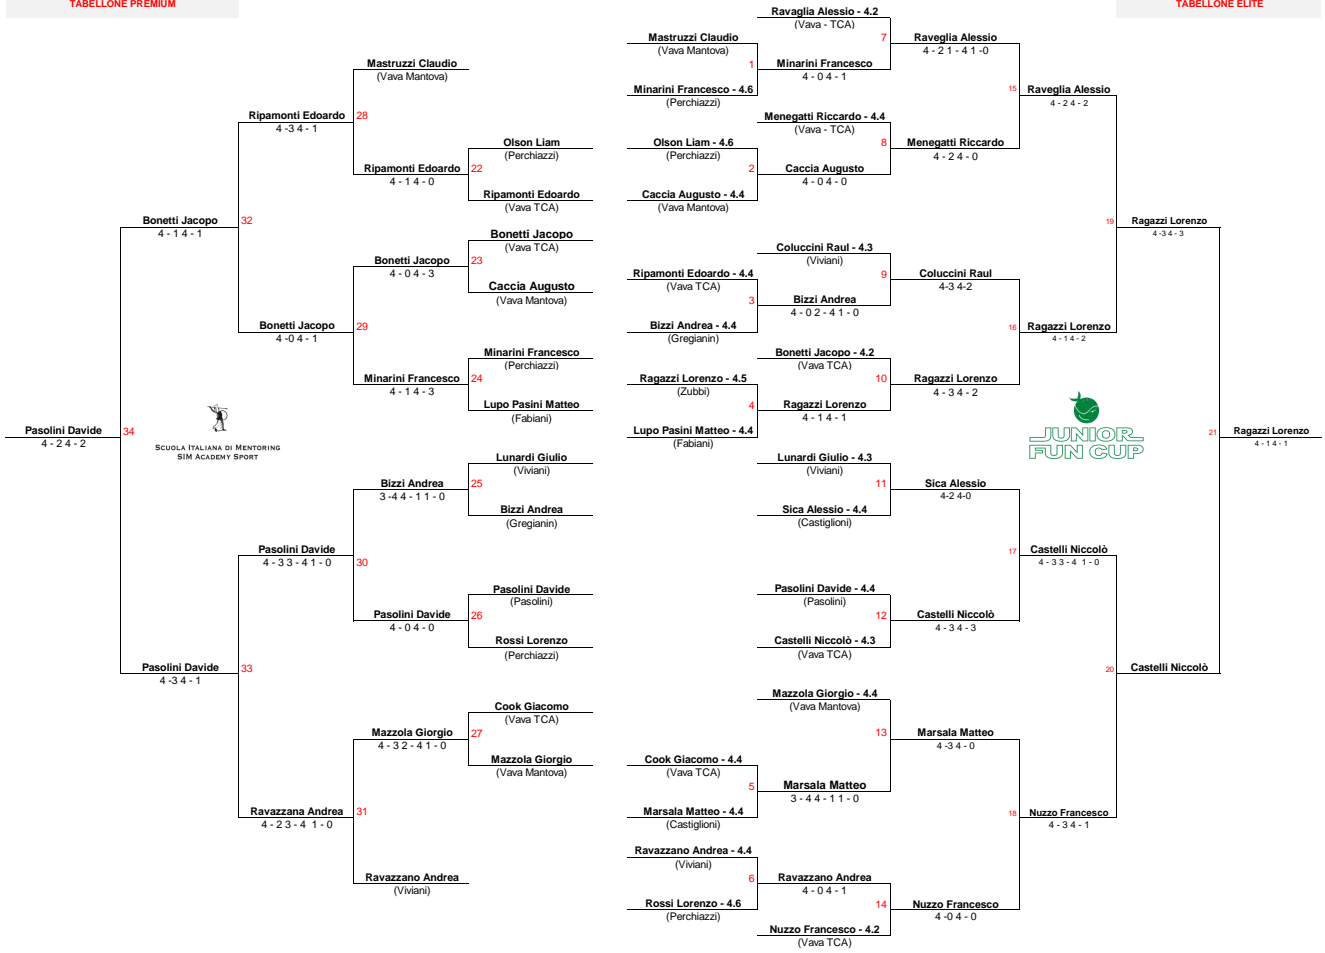 TABELLONE PREMIUM
TABELLONE ELITE
Mastruzzi Claudio
(Vava Mantova)
Ripamonti Edoardo
4 -3 4 - 1
28
Olson Liam
(Perchiazzi)
Ripamonti Edoardo
4 - 1 4 - 0
22
Ripamonti Edoardo
(Vava TCA)
Bonetti Jacopo
4 - 1 4 - 1
32
Bonetti Jacopo
(Vava TCA)
Bonetti Jacopo
4 - 0 4 - 3
23
Caccia Augusto
(Vava Mantova)
Bonetti Jacopo
4 -0 4 - 1
29
Minarini Francesco
(Perchiazzi)
Minarini Francesco
4 - 1 4 - 3
24
Lupo Pasini Matteo
(Fabiani)
Pasolini Davide
4 - 2 4 - 2
34
SCUOLA ITALIANA DI MENTORING
SIM ACADEMY SPORT
Lunardi Giulio
(Viviani)
Bizzi Andrea
3 -4 4 - 1 1 - 0
25
Bizzi Andrea
(Gregianin)
Pasolini Davide
4 - 3 3 - 4 1 - 0
30
Pasolini Davide
(Pasolini)
Pasolini Davide
4 - 0 4 - 0
26
Rossi Lorenzo
(Perchiazzi)
Pasolini Davide
4 -3 4 - 1
33
Cook Giacomo
(Vava TCA)
Mazzola Giorgio
4 - 3 2 - 4 1 - 0
27
Mazzola Giorgio
(Vava Mantova)
Ravazzana Andrea
4 - 2 3 - 4 1 - 0
31
Ravazzano Andrea
(Viviani)
Ravaglia Alessio - 4.2
(Vava - TCA)
Mastruzzi Claudio
(Vava Mantova)
7
Raveglia Alessio
4 - 2 1 - 4 1 -0
1
Minarini Francesco
4 - 0 4 - 1
Minarini Francesco - 4.6
(Perchiazzi)
15
Raveglia Alessio
4 - 2 4 - 2
Menegatti Riccardo - 4.4
(Vava - TCA)
Olson Liam - 4.6
(Perchiazzi)
8
Menegatti Riccardo
4 - 2 4 - 0
2
Caccia Augusto
4 - 0 4 - 0
Caccia Augusto - 4.4
(Vava Mantova)
19
Ragazzi Lorenzo
4 -3 4 - 3
Coluccini Raul - 4.3
(Viviani)
Ripamonti Edoardo - 4.4
(Vava TCA)
9
Coluccini Raul
4-3 4-2
3
Bizzi Andrea
4 - 0 2 - 4 1 - 0
Bizzi Andrea - 4.4
(Gregianin)
16
Ragazzi Lorenzo
4 - 1 4 - 2
Bonetti Jacopo - 4.2
(Vava TCA)
Ragazzi Lorenzo - 4.5
(Zubbi)
10
Ragazzi Lorenzo
4 - 3 4 - 2
4
Ragazzi Lorenzo
4 - 1 4 - 1
Lupo Pasini Matteo - 4.4
(Fabiani)
JUNIOR
FUN CUP
21
Ragazzi Lorenzo
4 - 1 4 - 1
Lunardi Giulio - 4.3
(Viviani)
11
Sica Alessio
4-2 4-0
Sica Alessio - 4.4
(Castiglioni)
17
Castelli Niccolò
4 - 3 3 - 4 1 - 0
Pasolini Davide - 4.4
(Pasolini)
12
Castelli Niccolò
4 - 3 4 - 3
Castelli Niccolò - 4.3
(Vava TCA)
20
Castelli Niccolò
Mazzola Giorgio - 4.4
(Vava Mantova)
13
Marsala Matteo
4 -3 4 - 0
Cook Giacomo - 4.4
(Vava TCA)
5
Marsala Matteo
3 - 4 4 - 1 1 - 0
Marsala Matteo - 4.4
(Castiglioni)
18
Nuzzo Francesco
4 - 3 4 - 1
Ravazzano Andrea - 4.4
(Viviani)
6
Ravazzano Andrea
4 - 0 4 - 1
Rossi Lorenzo - 4.6
(Perchiazzi)
14
Nuzzo Francesco
4 -0 4 - 0
Nuzzo Francesco - 4.2
(Vava TCA)